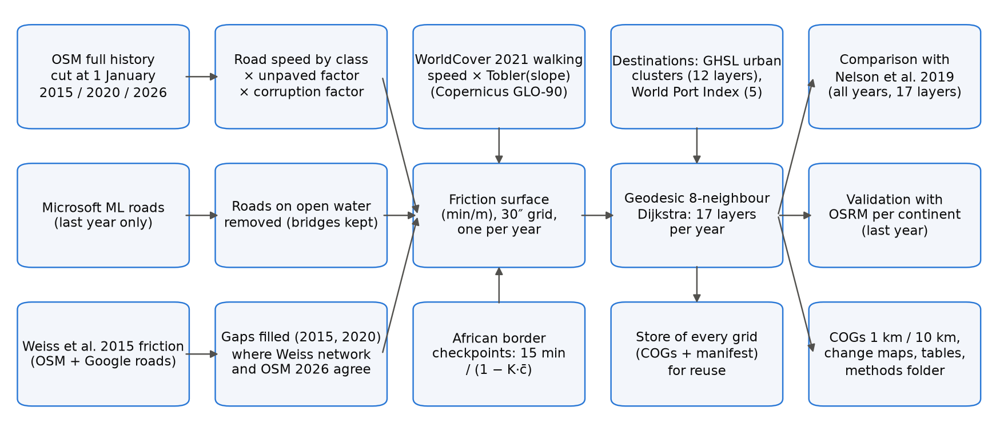 OSM full history
cut at 1 January
2015 / 2020 / 2026
Road speed by class
× unpaved factor
× corruption factor
WorldCover 2021 walking
speed × Tobler(slope)
(Copernicus GLO-90)
Destinations: GHSL urban
clusters (12 layers),
World Port Index (5)
Comparison with
Nelson et al. 2019
(all years, 17 layers)
Microsoft ML roads
(last year only)
Roads on open water
removed (bridges kept)
Friction surface
(min/m), 30″ grid,
one per year
Geodesic 8-neighbour
Dijkstra: 17 layers
per year
Validation with
OSRM per continent
(last year)
Weiss et al. 2015 friction
(OSM + Google roads)
Gaps filled (2015, 2020)
where Weiss network
and OSM 2026 agree
African border
checkpoints: 15 min
/ (1 − K·c̄)
Store of every grid
(COGs + manifest)
for reuse
COGs 1 km / 10 km,
change maps, tables,
methods folder